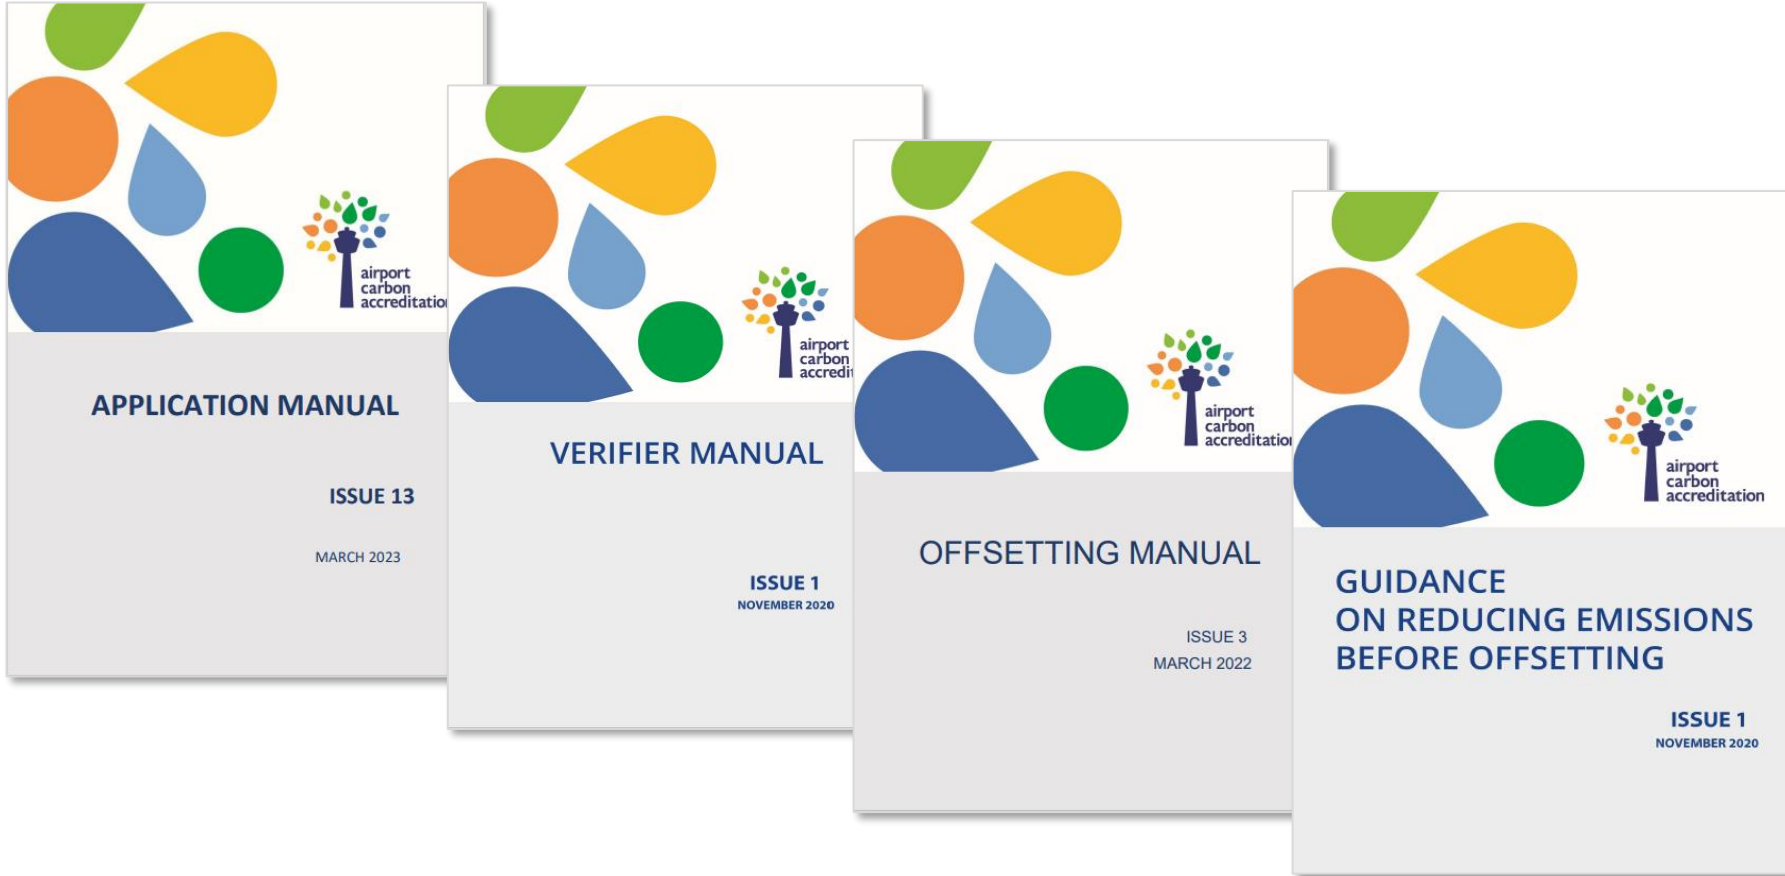 airport
carbon
accreditatio
APPLICATION MANUAL
ISSUE 13
MARCH 2023
airport
carbon
accredit
VERIFIER MANUAL
ISSUE 1
NOVEMBER 2020
airport
carbon
accreditation
OFFSETTING MANUAL
ISSUE 3
MARCH 2022
airport
carbon
accreditation
GUIDANCE
ON REDUCING EMISSIONS
BEFORE OFFSETTING
ISSUE 1
NOVEMBER 2020